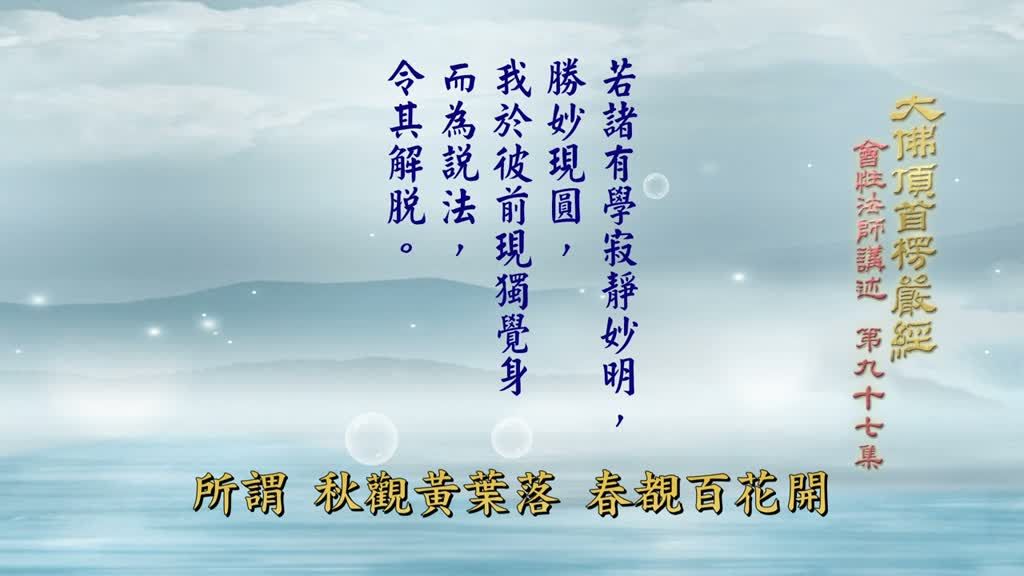 大佛頂首楞嚴經
會性法師講述 第九十七集
若諸有學寂靜妙明，
勝妙現圓，
我於彼前現獨覺身
而為説法，
令其解脱。
所謂 秋觀黃葉落 春覩百花開